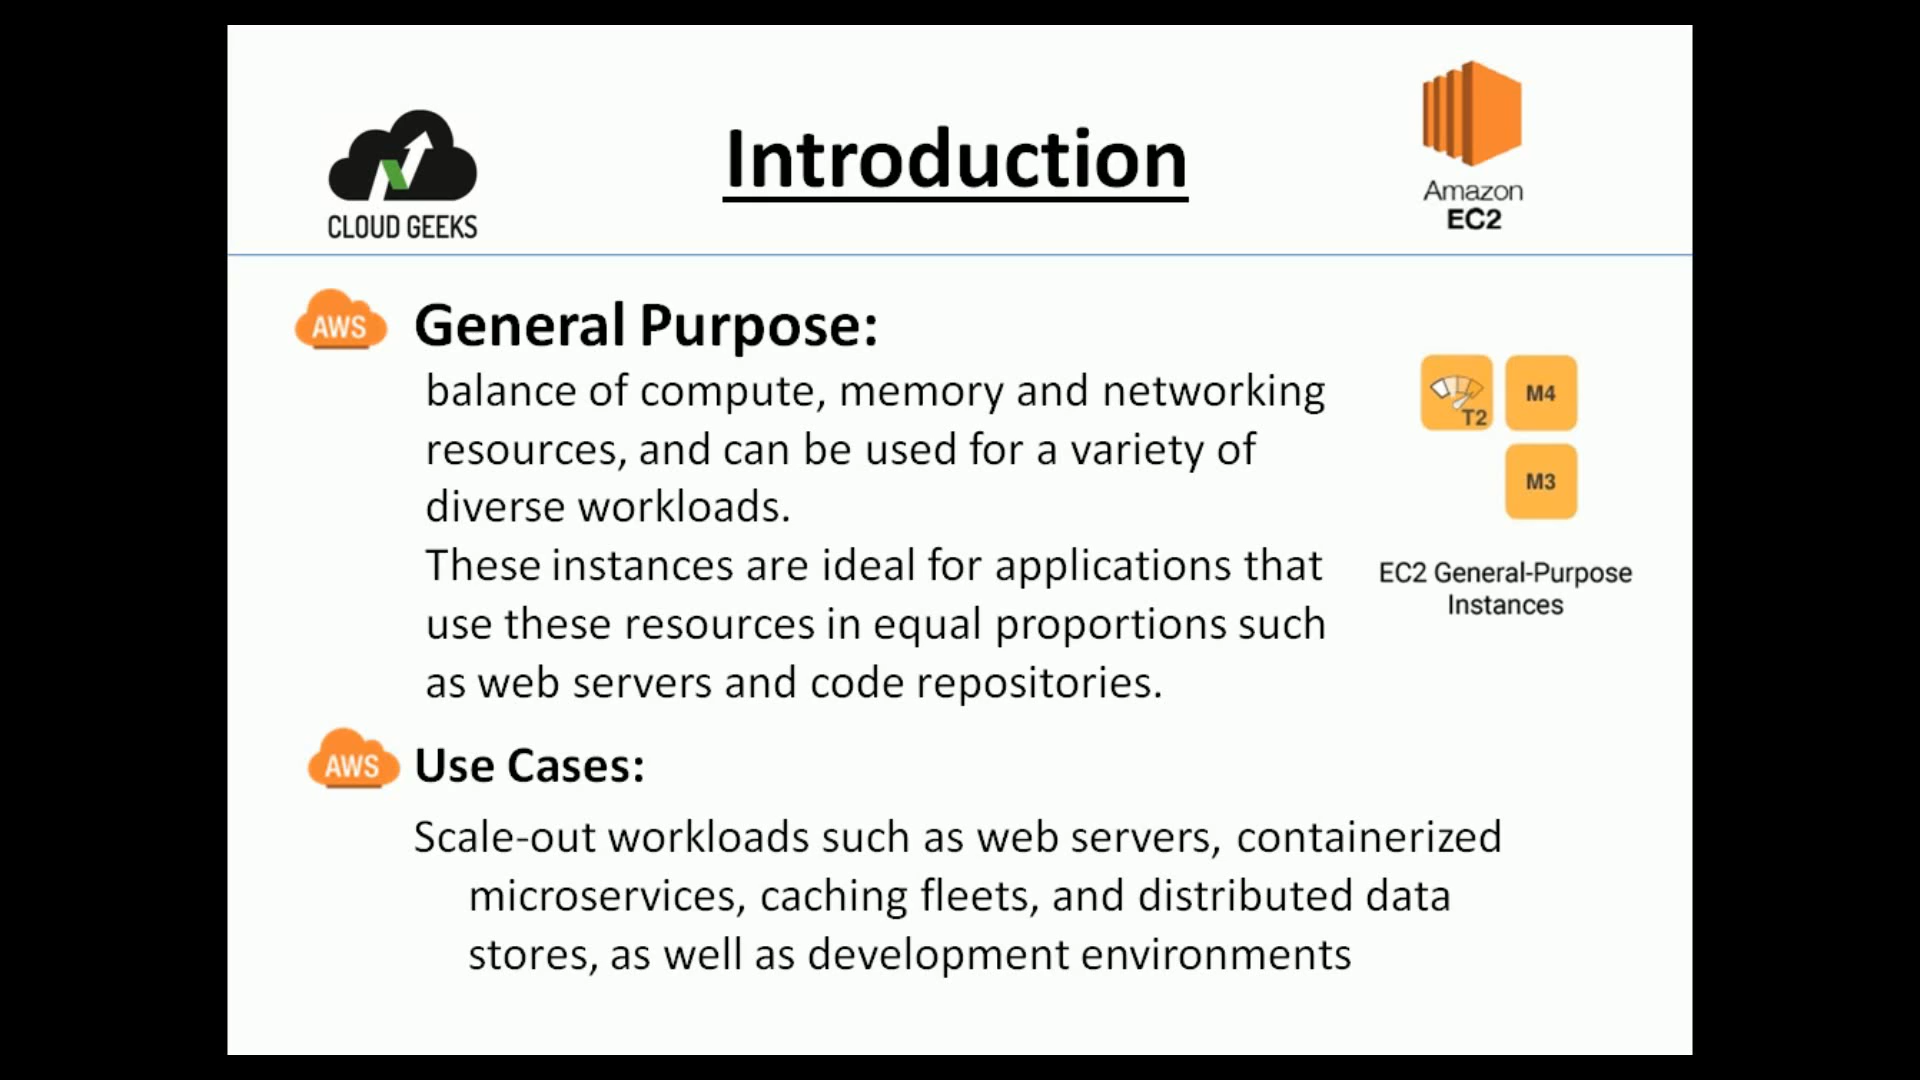 CLOUD GEEKS
Introduction
Amazon
EC2
AWS
General Purpose:
balance of compute, memory and networking
resources, and can be used for a variety of
diverse workloads.
These instances are ideal for applications that
use these resources in equal proportions such
as web servers and code repositories.
T2
M4
M3
EC2 General-Purpose
Instances
AWS
Use Cases:
Scale-out workloads such as web servers, containerized
microservices, caching fleets, and distributed data
stores, as well as development environments